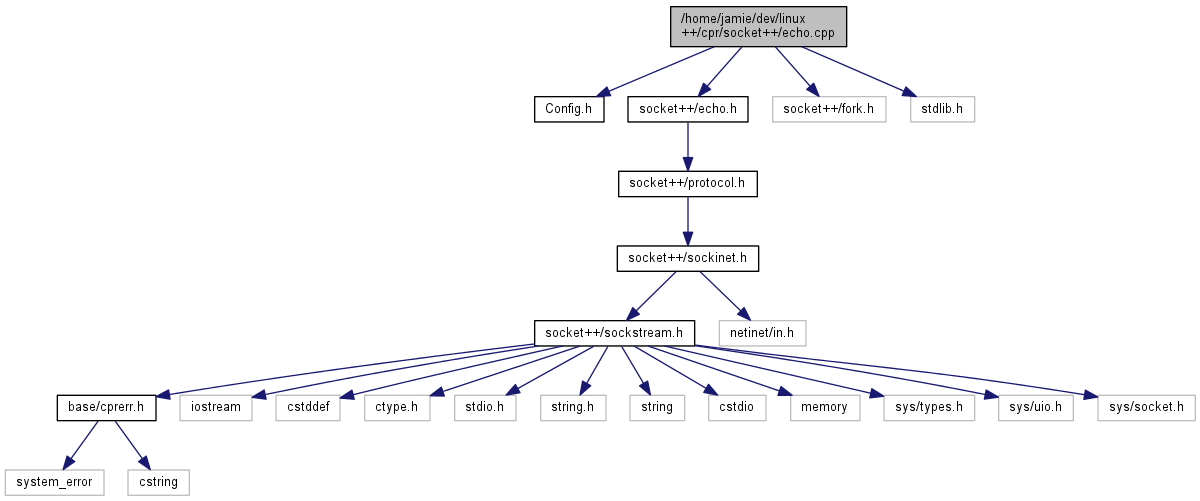 /home/jamie/dev/linux
++/cpr/socket++/echo.cpp
Config.h
socket++/echo.h
socket++/fork.h
stdlib.h
socket++/protocol.h
socket++/sockinet.h
socket++/sockstream.h
netinet/in.h
base/cprerr.h
iostream
cstddef
ctype.h
stdio.h
string.h
string
cstdio
memory
sys/types.h
sys/uio.h
sys/socket.h
system_error
cstring